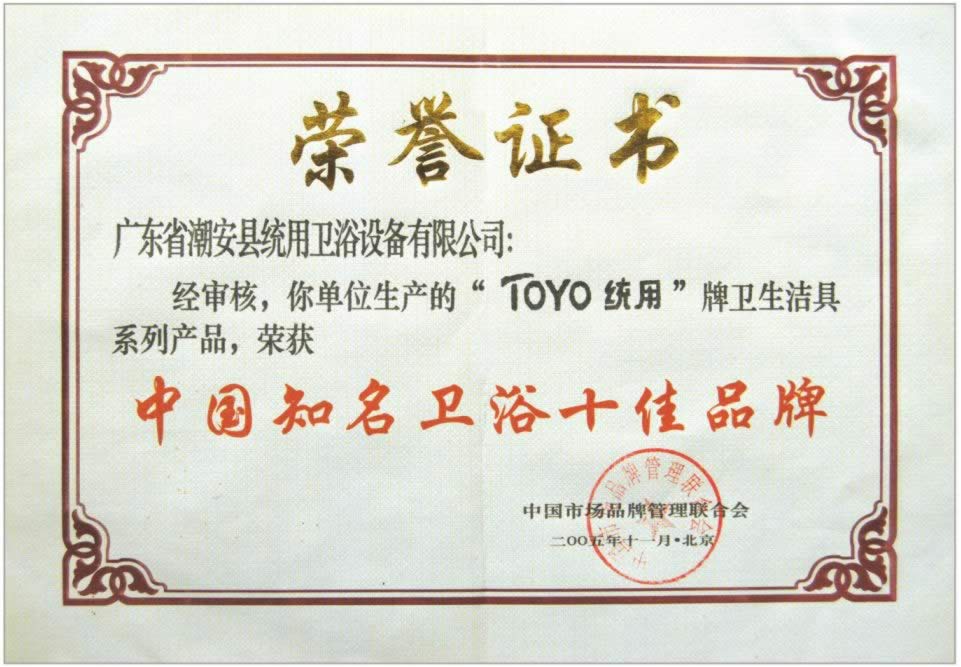 荣誉证书
广东省潮安县统用卫浴设备有限公司:
经审核，你单位生产的“TOYO 统用”牌卫生洁具
系列产品，荣获
中国知名卫浴十佳品牌
中国市场品牌管理联合会
二〇〇五年十一月·北京